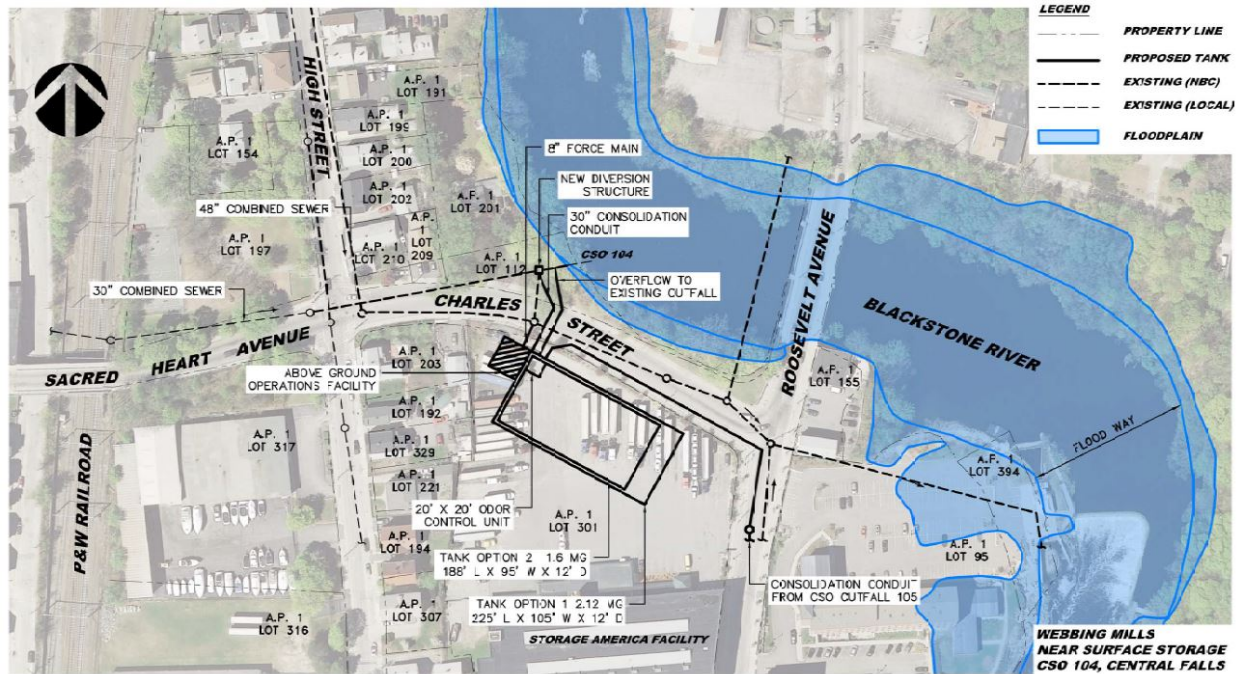 LEGEND
PROPERTY LINE
PROPOSED TANK
EXISTING (NBC)
EXISTING (LOCAL)
FLOODPLAIN
HIGH STREET
A.P. 1
LOT 191
A.P. 1
LOT 199
A.P. 1
LOT 154
A.P. 1
LOT 200
A.P. 1
LOT 202
A.P.
1
LOT
209
A.P. 1
LOT 201
8" FORCE MAIN
NEW DIVERSION
STRUCTURE
30" CONSOLIDATION
CONDUIT
48" COMBINED SEWER
A.P. 1
LOT 197
A.P. 1
LOT 210
A.P. 1
LOT 112
CSO 104
OVERFLOW TO
EXISTING OUTFALL
30" COMBINED SEWER
CHARLES
STREET
ROOSEVELT AVENUE
BLACKSTONE RIVER
SACRED HEART AVENUE
A.P. 1
LOT 203
ABOVE GROUND
OPERATIONS FACILITY
A.P. 1
LOT 155
A.P. 1
LOT 192
A.P. 1
LOT 317
A.P. 1
LOT 329
A.P. 1
LOT 221
FLOOD WAY
A.P. 1
LOT 394
P&W RAILROAD
20' X 20' ODOR
CONTROL UNIT
A.P. 1
LOT 301
A.P. 1
LOT 194
A.P. 1
LOT 95
TANK OPTION 2 1.6 MG
188' L X 95' W X 12' D
CONSOLIDATION CONDUIT
FROM CSO OUTFALL 105
TANK OPTION 1 2.12 MG
225' L X 105' W X 12' D
A.P. 1
LOT 307
A.P. 1
LOT 316
STORAGE AMERICA FACILITY
WEBBING MILLS
NEAR SURFACE STORAGE
CSO 104, CENTRAL FALLS